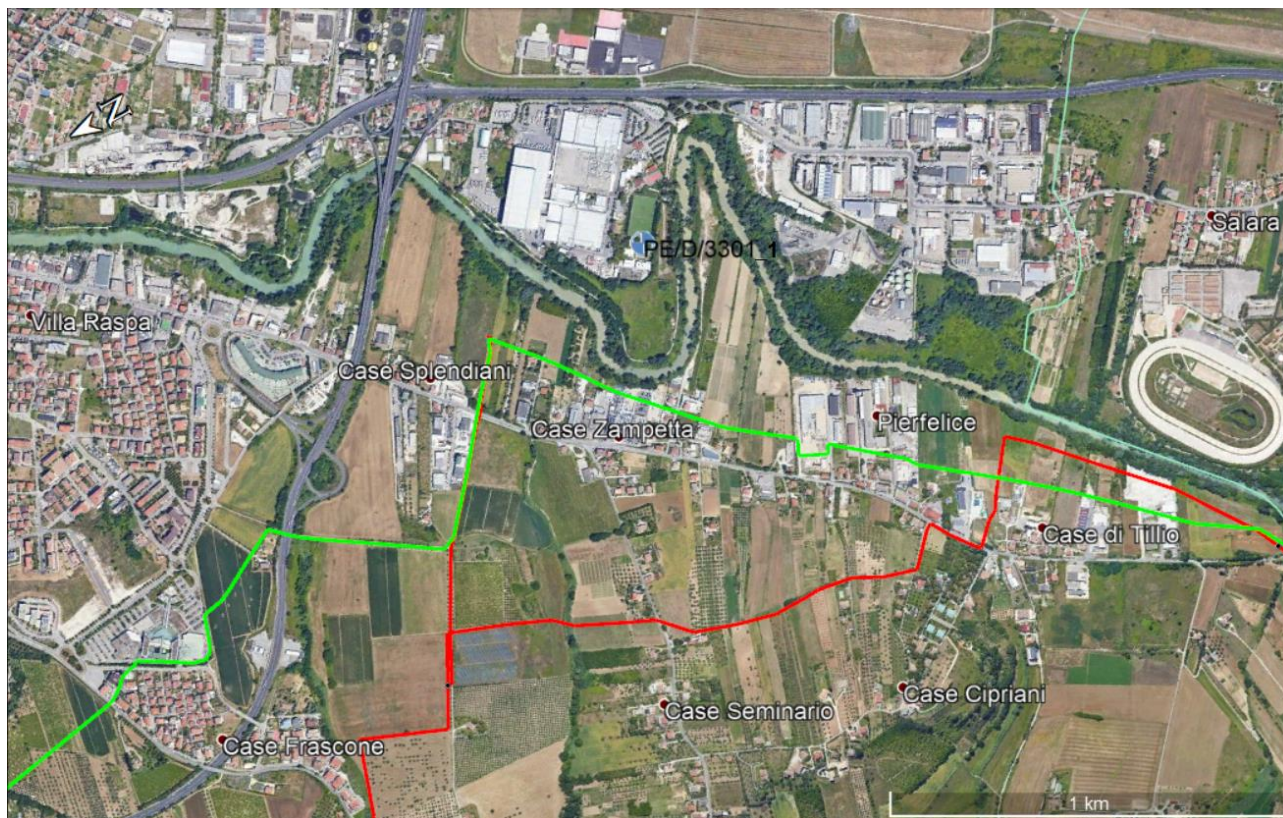 N
Salara
PE/D/3301_1
Villa Raspa
Case Splendiani
Case Zampetta
Pierfelice
Case di Tillio
Case Cipriani
Case Seminario
Case Frascone
1 km